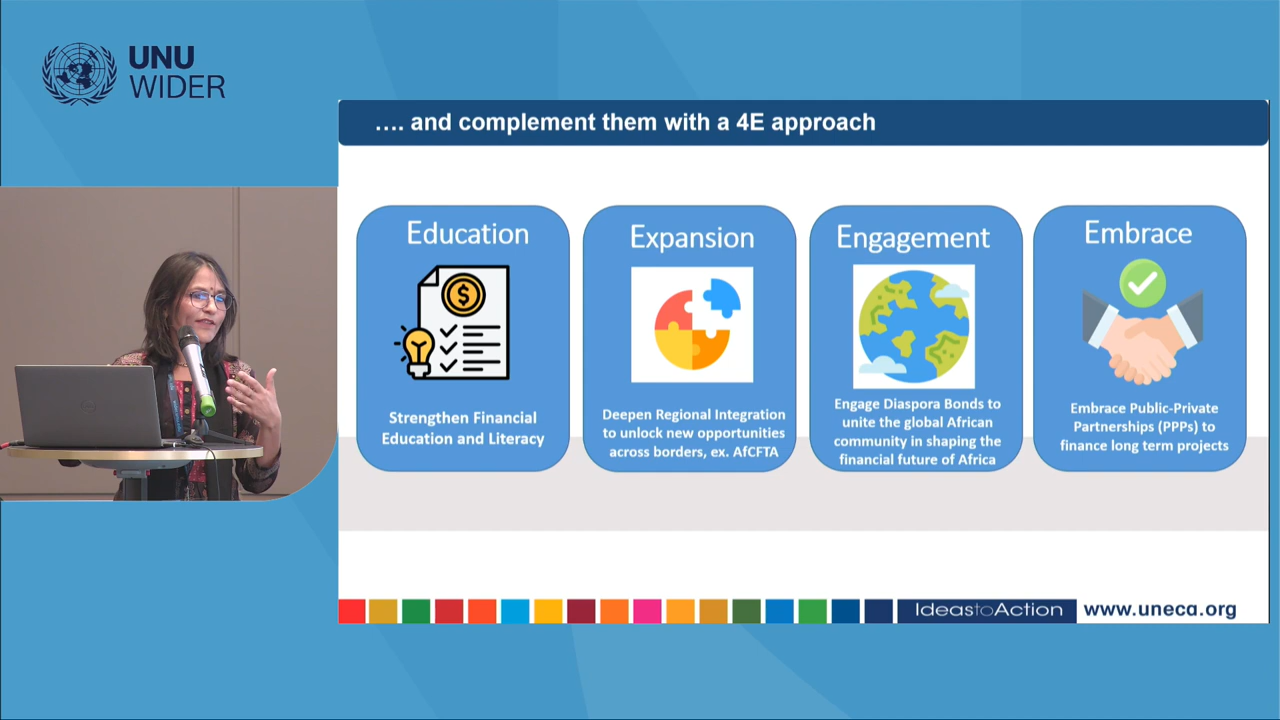 UNU
WIDER
.... and complement them with a 4E approach
Education
Strengthen Financial
Education and Literacy
Expansion
Deepen Regional Integration
to unlock new opportunities
across borders, ex. AfCFTA
Engagement
Engage Diaspora Bonds to
unite the global African
community in shaping the
financial future of Africa
Embrace
Embrace Public-Private
Partnerships (PPPs) to
finance long term projects
IdeastoAction
www.uneca.org